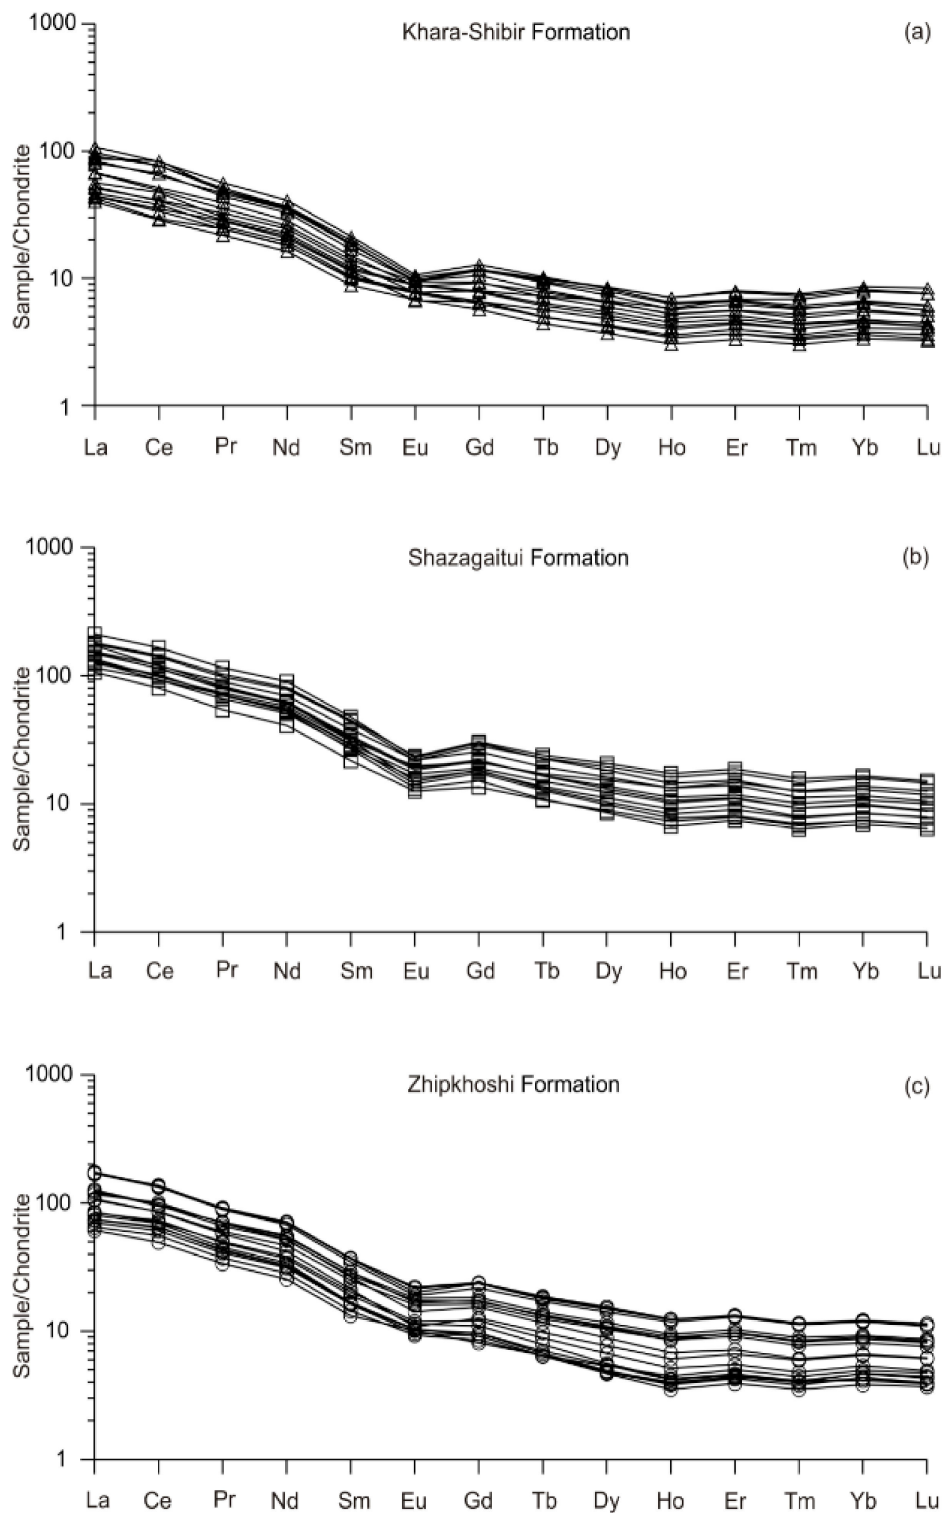 Khara-Shibir Formation
(a)
1000
100
10
1
Sample/Chondrite
La Ce Pr Nd Sm Eu Gd Tb Dy Ho Er Tm Yb Lu
Shazagaitui Formation
(b)
1000
100
10
1
Sample/Chondrite
La Ce Pr Nd Sm Eu Gd Tb Dy Ho Er Tm Yb Lu
Zhipkhoshi Formation
(c)
1000
100
10
1
Sample/Chondrite
La Ce Pr Nd Sm Eu Gd Tb Dy Ho Er Tm Yb Lu